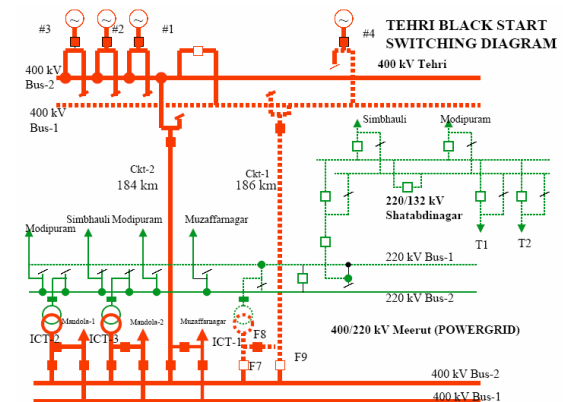 TEHRI BLACK START
SWITCHING DIAGRAM
#3
#2
#1
#4
400 kV
Bus-2
400 kV Tehri
400 kV
Bus-1
Simbhauli
Modipuram
Ckt-2
184 km
Ckt-1
186 km
220/132 kV
Shatabdinagar
T1
T2
Modipuram
Simbhauli
Modipuram
Muzaffarnagar
220 kV Bus-1
220 kV Bus-2
Mandola-1
Mandola-2
Muzaffarnagar
ICT-2
ICT-3
ICT-1
F8
F7
F9
400/220 kV Meerut (POWERGRID)
400 kV Bus-2
400 kV Bus-1